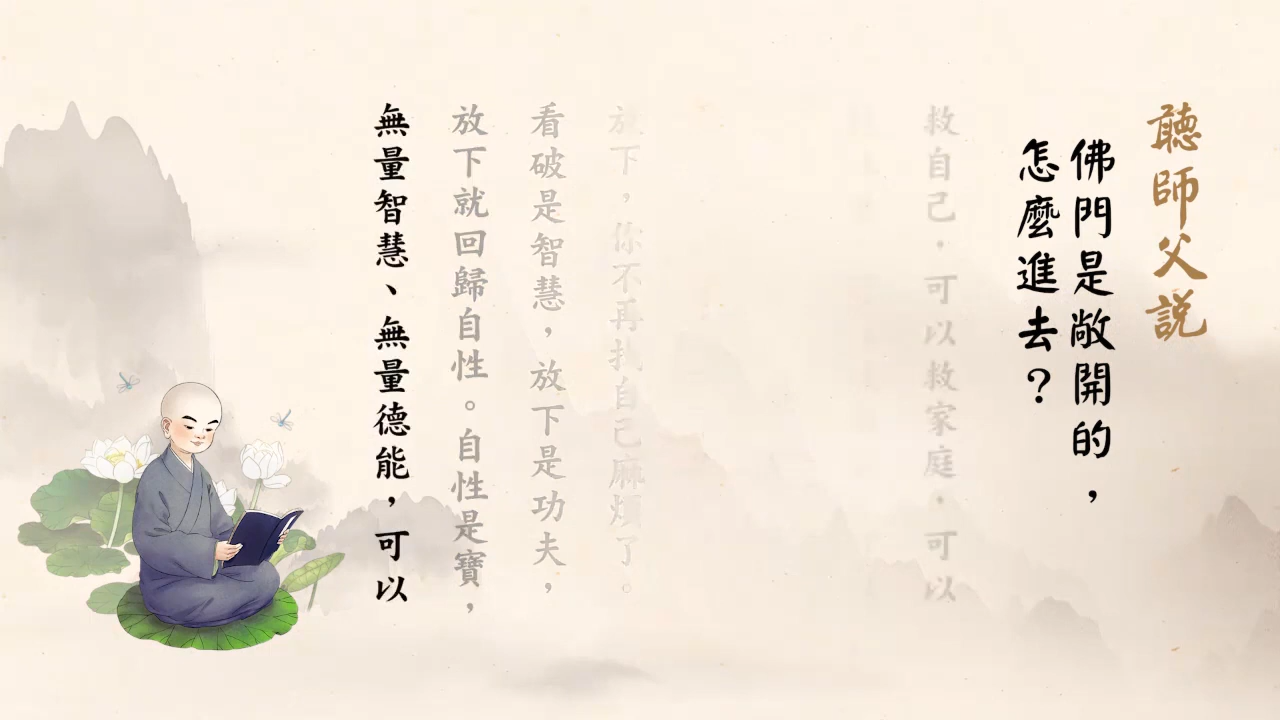 聽師父説
佛門是敞開的，
怎麼進去？
救自己，可以救家庭，可以
放下，你不再找自己麻煩了。
看破是智慧，放下是功夫，
放下就回歸自性。自性是寶，
無量智慧、無量德能，可以